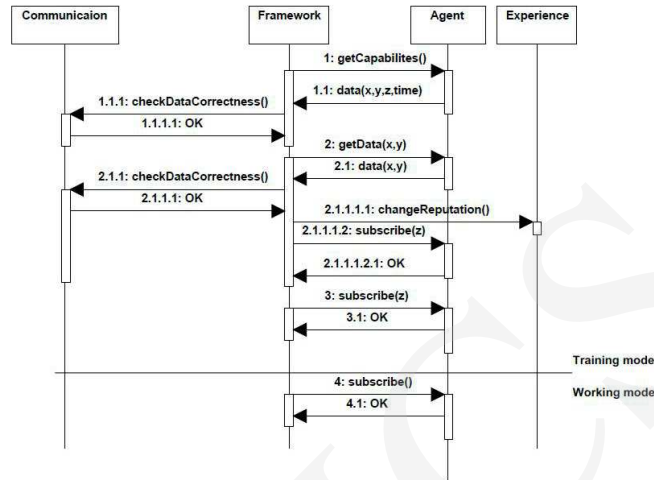 Communicaion
Framework
Agent
Experience
1: getCapabilites()
1.1: data(x,y,z,time)
1.1.1: checkDataCorrectness()
1.1.1.1: OK
2: getData(x,y)
2.1: data(x,y)
2.1.1: checkDataCorrectness()
2.1.1.1: OK
2.1.1.1.1: changeReputation()
2.1.1.1.2: subscribe(z)
2.1.1.1.2.1: OK
3: subscribe(z)
3.1: OK
Training mode
4: subscribe()
Working mode
4.1: OK